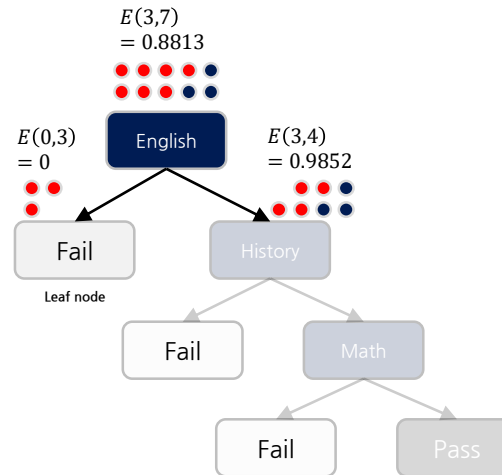 E(3,7)
= 0.8813
English
E(0,3)
= 0
E(3,4)
= 0.9852
Fail
History
Leaf node
Fail
Math
Fail
Pass